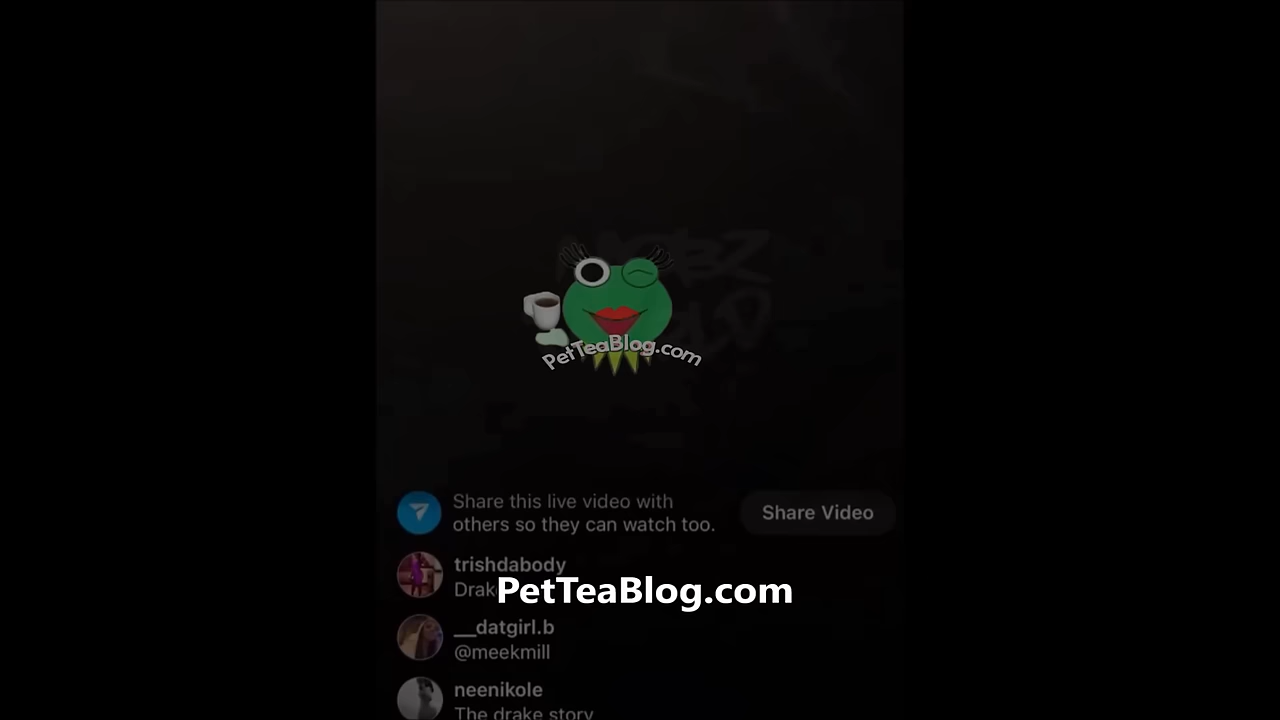 PetTeaBlog.com
Share this live video with
others so they can watch too.
Share Video
trishdabody
Drake
PetTeaBlog.com
__datgirl.b
@meekmill
neenikole
The drake story